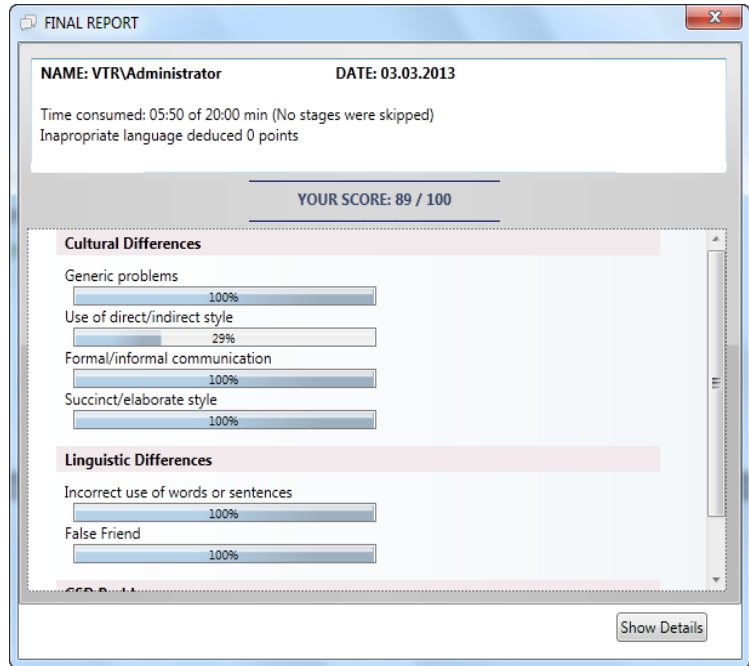 FINAL REPORT
NAME: VTR\Administrator DATE: 03.03.2013
Time consumed: 05:50 of 20:00 min (No stages were skipped)
Inapropriate language deduced 0 points
YOUR SCORE: 89 / 100
Cultural Differences
Generic problems
100%
Use of direct/indirect style
29%
Formal/informal communication
100%
Succinct/elaborate style
100%
Linguistic Differences
Incorrect use of words or sentences
100%
False Friend
100%
Show Details